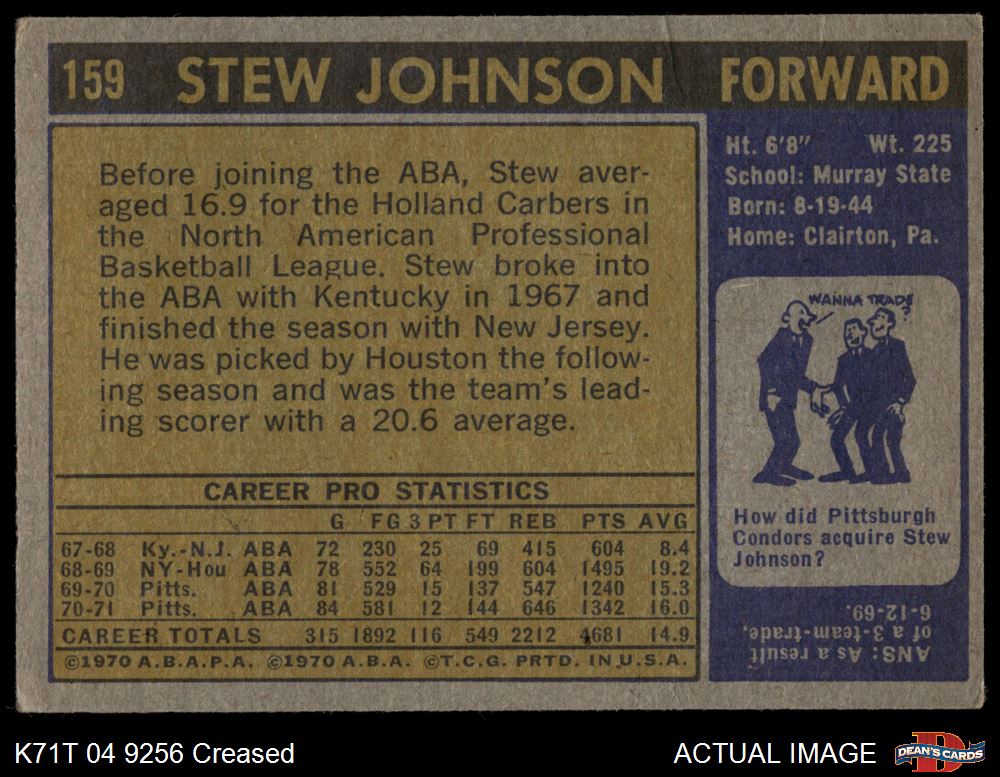 159 STEW JOHNSON FORWARD
Before joining the ABA, Stew aver-
aged 16.9 for the Holland Carbers in
the North American Professional
Basketball League. Stew broke into
the ABA with Kentucky in 1967 and
finished the season with New Jersey.
He was picked by Houston the follow-
ing season and was the team's lead-
ing scorer with a 20.6 average.
Ht. 6'8" Wt. 225
School: Murray State
Born: 8-19-44
Home: Clairton, Pa.
WANNA TRADE
?
How did Pittsburgh
Condors acquire Stew
Johnson?
ANS: As a result
of a 3-team-trade,
6-12-69.
CAREER PRO STATISTICS
G FG 3 PT FT REB PTS AVG
67-68 Ky.-N.J. ABA 72 230 25 69 415 604 8.4
68-69 NY-Hou ABA 78 552 64 199 604 1495 19.2
69-70 Pitts. ABA 81 529 15 137 547 1240 15.3
70-71 Pitts. ABA 84 581 12 144 646 1342 16.0
CAREER TOTALS 315 1892 116 549 2212 4681 14.9
©1970 A.B.A.P.A. ©1970 A.B.A. ©T.C.G. PRTD. IN U.S.A.
K71T 04 9256 Creased
ACTUAL IMAGE
DEAN'S CARDS